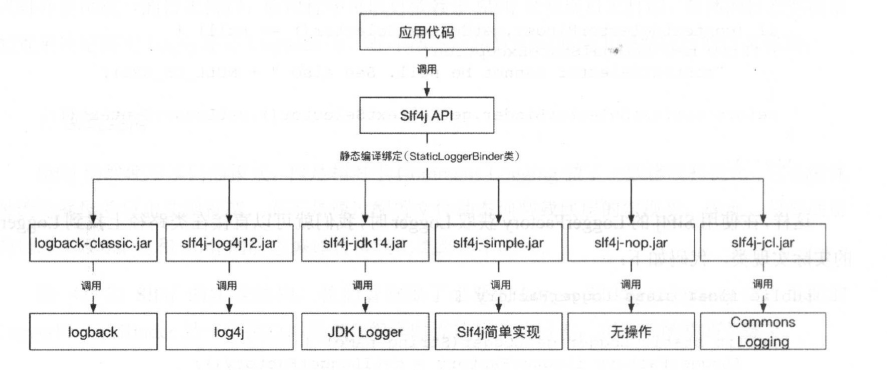 应用代码
调用
Slf4j API
静态编译绑定(StaticLoggerBinder类)
logback-classic.jar
slf4j-log4j12.jar
slf4j-jdk14.jar
slf4j-simple.jar
slf4j-nop.jar
slf4j-jcl.jar
调用
调用
调用
调用
调用
调用
logback
log4j
JDK Logger
Slf4j简单实现
无操作
Commons
Logging